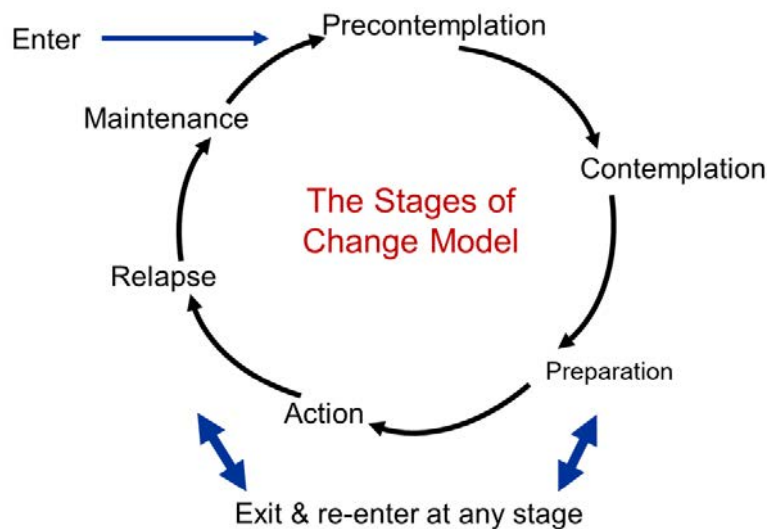 Enter
Precontemplation
Maintenance
Contemplation
The Stages of
Change Model
Relapse
Preparation
Action
Exit & re-enter at any stage